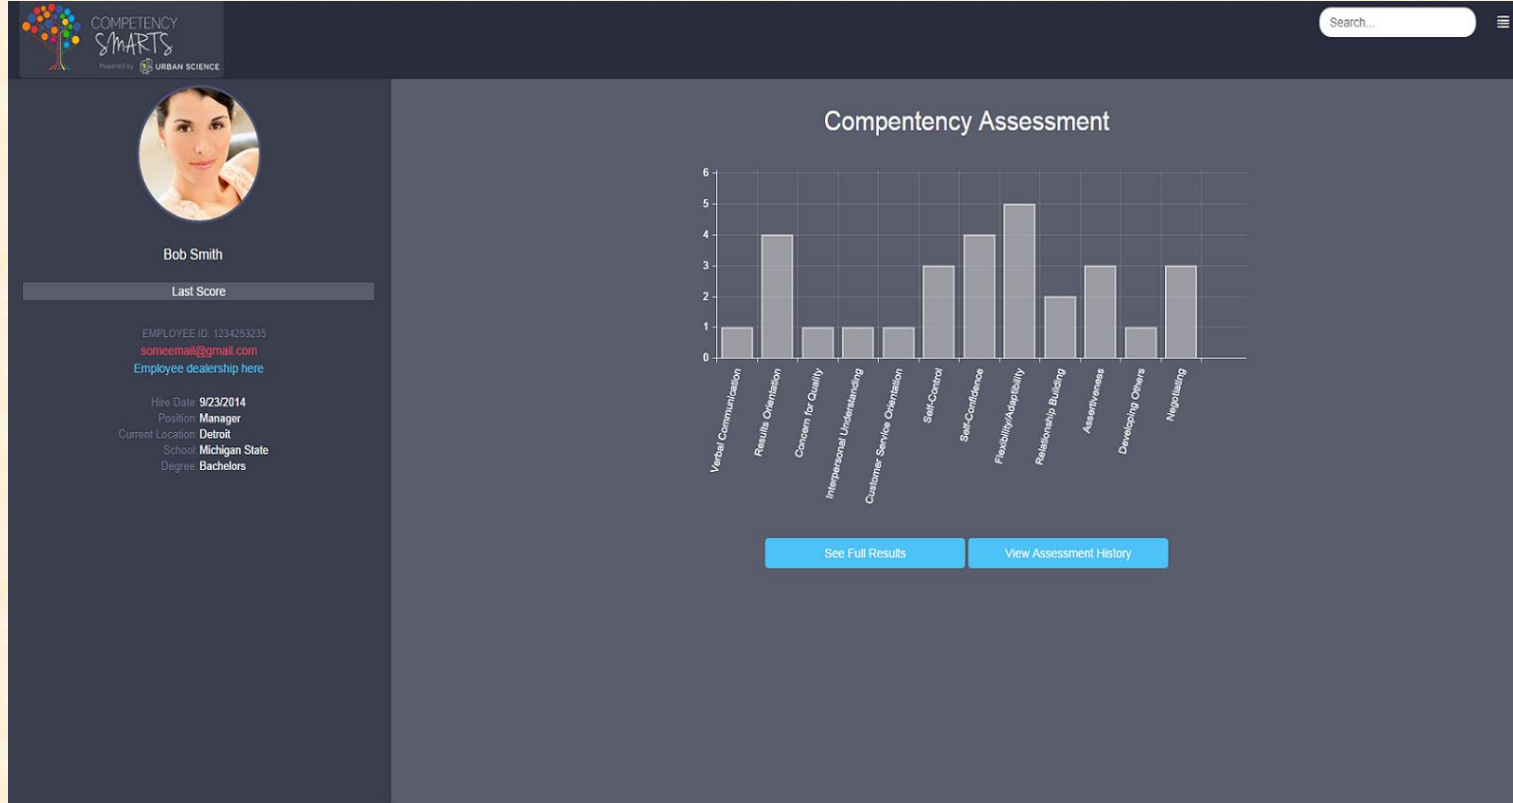 COMPETENCY
SMARTS
Powered by URBAN SCIENCE
Search...
Bob Smith
Last Score
EMPLOYEE ID: 1234253235
someemail@gmail.com
Employee dealership here
Hire Date: 9/23/2014
Position: Manager
Current Location: Detroit
School: Michigan State
Degree: Bachelors
Compentency Assessment
6
5
4
3
2
1
0
Verbal Communication
Results Orientation
Concern for Quality
Interpersonal Understanding
Customer Service Orientation
Self-Control
Self-Confidence
Flexibility/Adaptibility
Relationship Building
Assertiveness
Developing Others
Negotiating
See Full Results
View Assessment History